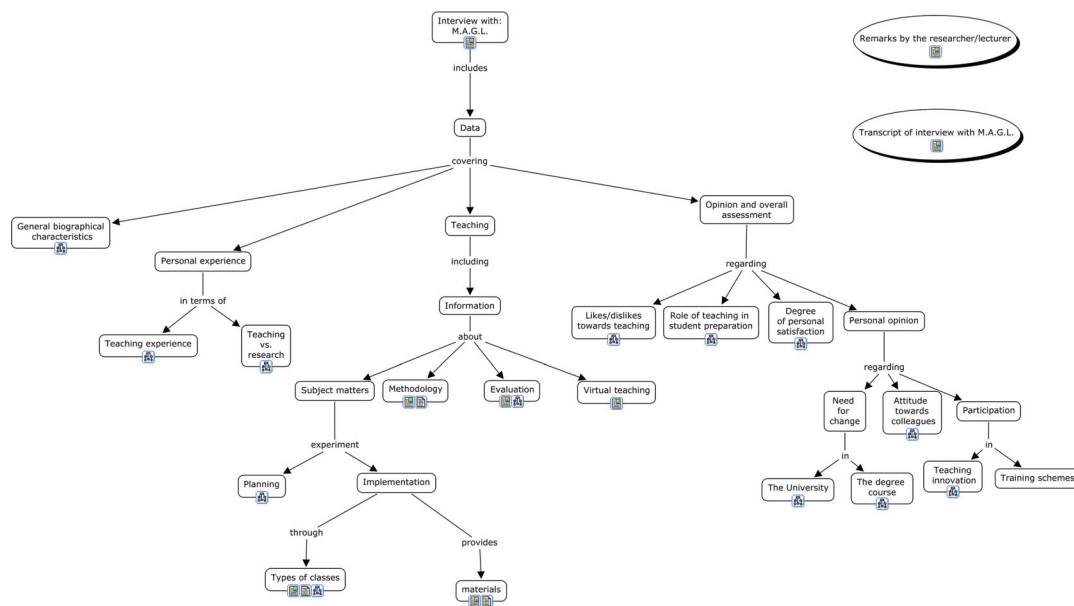 Interview with:
M.A.G.L.
Remarks by the researcher/lecturer
includes
Data
Transcript of interview with M.A.G.L.
covering
General biographical
characteristics
Personal experience
Teaching
Opinion and overall
assessment
in terms of
including
regarding
Teaching experience
Teaching
vs.
research
Information
Likes/dislikes
towards teaching
Role of teaching in
student preparation
Degree
of personal
satisfaction
Personal opinion
about
regarding
Subject matters
Methodology
Evaluation
Virtual teaching
Need
for
change
Attitude
towards
colleagues
Participation
experiment
in
in
Planning
Implementation
The University
The degree
course
Teaching
innovation
Training schemes
through
provides
Types of classes
materials